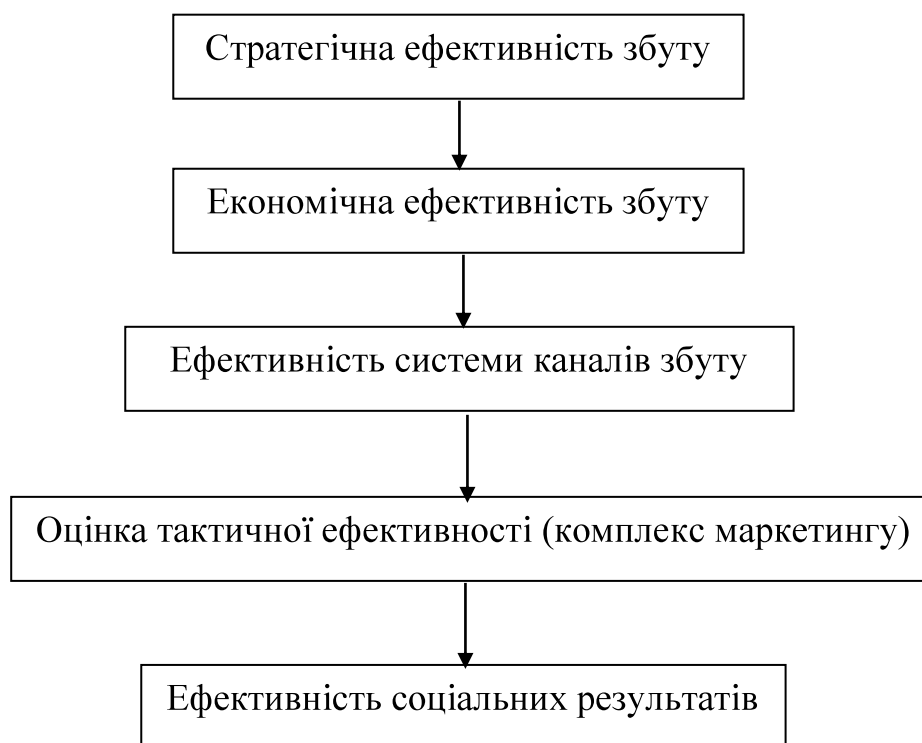 Стратегічна ефективність збуту
Економічна ефективність збуту
Ефективність системи каналів збуту
Оцінка тактичної ефективності (комплекс маркетингу)
Ефективність соціальних результатів